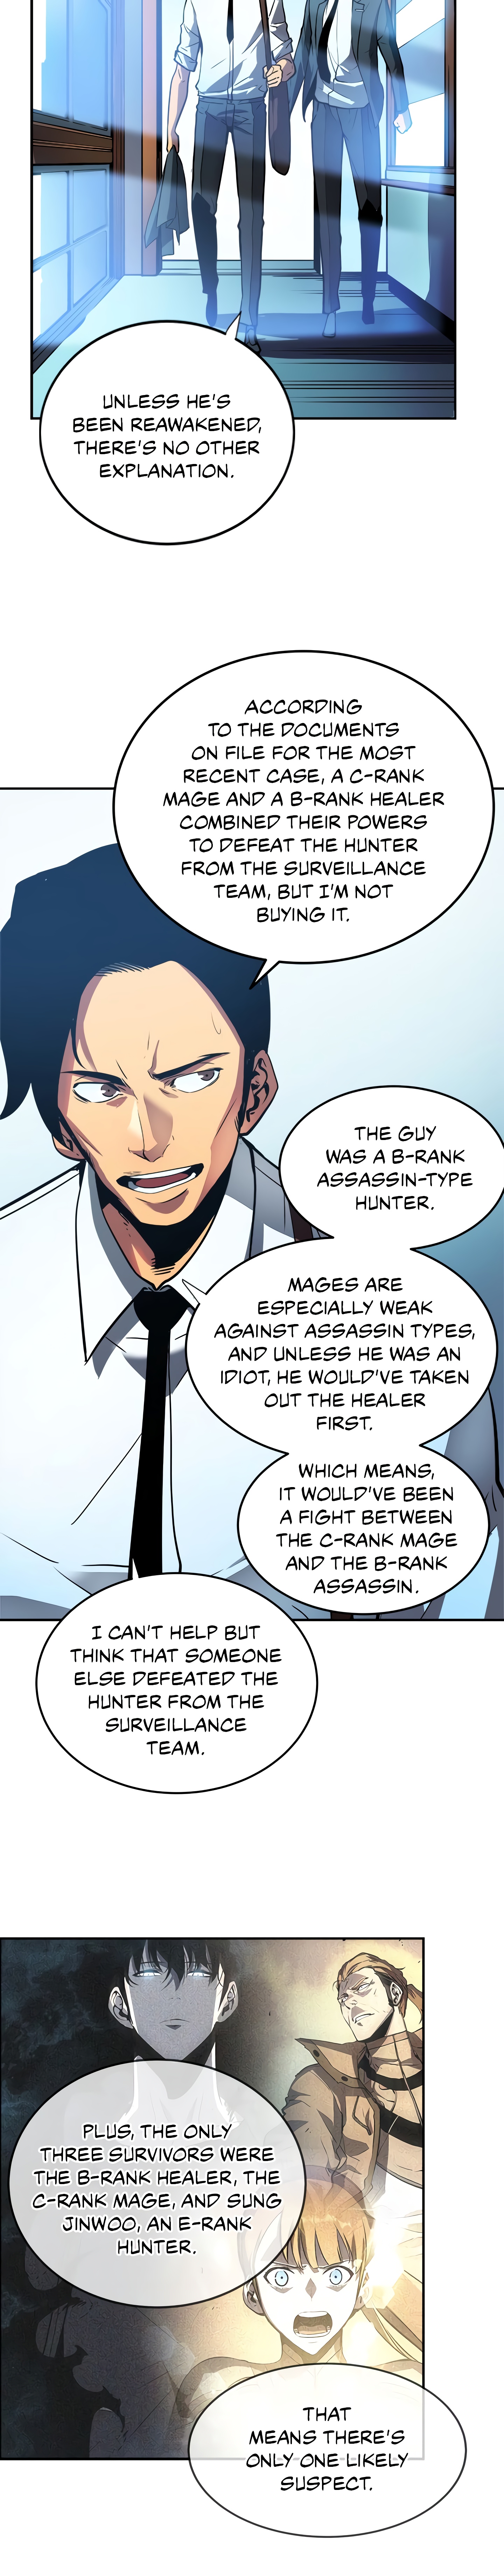 UNLESS HE'S
BEEN REAWAKENED,
THERE'S NO OTHER
EXPLANATION.
ACCORDING
TO THE DOCUMENTS
ON FILE FOR THE MOST
RECENT CASE, A C-RANK
MAGE AND A B-RANK HEALER
COMBINED THEIR POWERS
TO DEFEAT THE HUNTER
FROM THE SURVEILLANCE
TEAM, BUT I'M NOT
BUYING IT.
THE GUY
WAS A B-RANK
ASSASSIN-TYPE
HUNTER.
MAGES ARE
ESPECIALLY WEAK
AGAINST ASSASSIN TYPES,
AND UNLESS HE WAS AN
IDIOT, HE WOULD'VE TAKEN
OUT THE HEALER
FIRST.
WHICH MEANS,
IT WOULD'VE BEEN
A FIGHT BETWEEN
THE C-RANK MAGE
AND THE B-RANK
ASSASSIN.
I CAN'T HELP BUT
THINK THAT SOMEONE
ELSE DEFEATED THE
HUNTER FROM THE
SURVEILLANCE
TEAM.
PLUS, THE ONLY
THREE SURVIVORS WERE
THE B-RANK HEALER, THE
C-RANK MAGE, AND SUNG
JINWOO, AN E-RANK
HUNTER.
THAT
MEANS THERE'S
ONLY ONE LIKELY
SUSPECT.